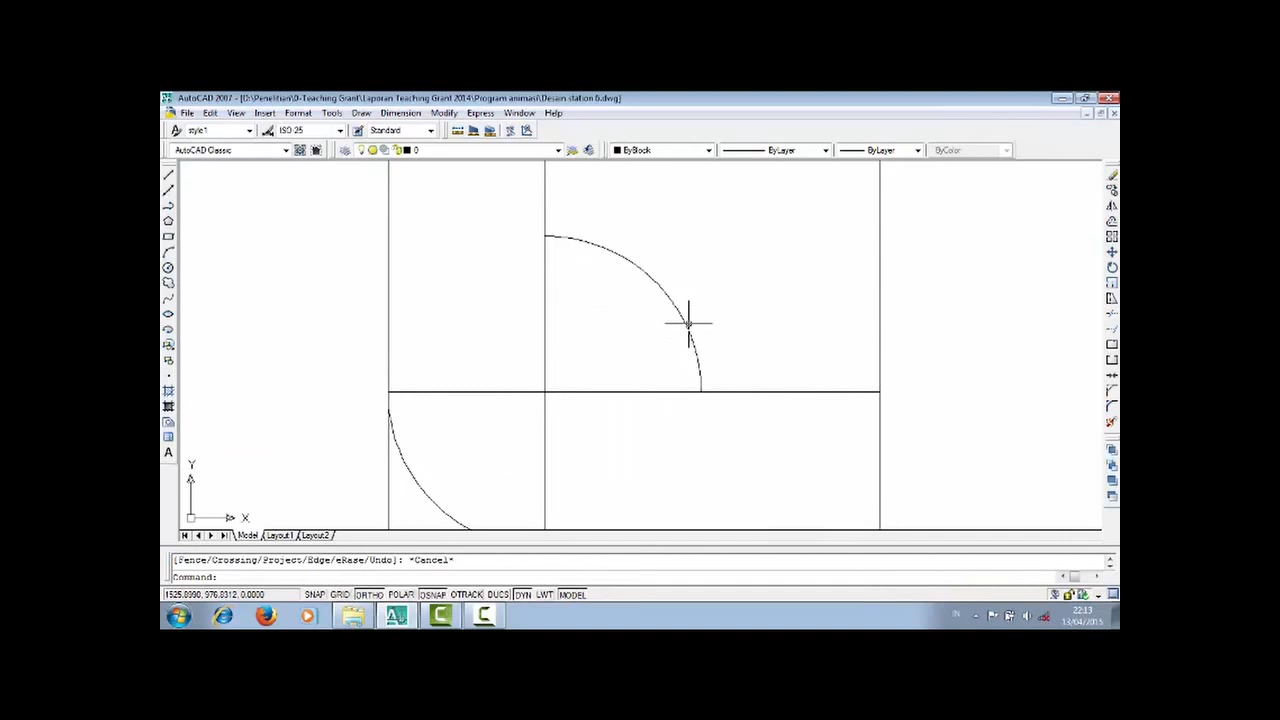 AutoCAD 2007 - [D:\Penelitian\0-Teaching Grant\Laporan Teaching Grant 2014\Program animasi\Desain station 6.dwg]
File Edit View Insert Format Tools Draw Dimension Modify Express Window Help
style1 ISO-25 Standard
AutoCAD Classic 0 ByBlock ByLayer ByLayer ByColor
Y
X
Model Layout1 Layout2
[Fence/Crossing/Project/Edge/eRase/Undo]: *Cancel*
Command:
1525.8990, 976.8312, 0.0000 SNAP GRID ORTHO POLAR OSNAP OTRACK DUCS DYN LWT MODEL
IN 22:13
13/04/2015